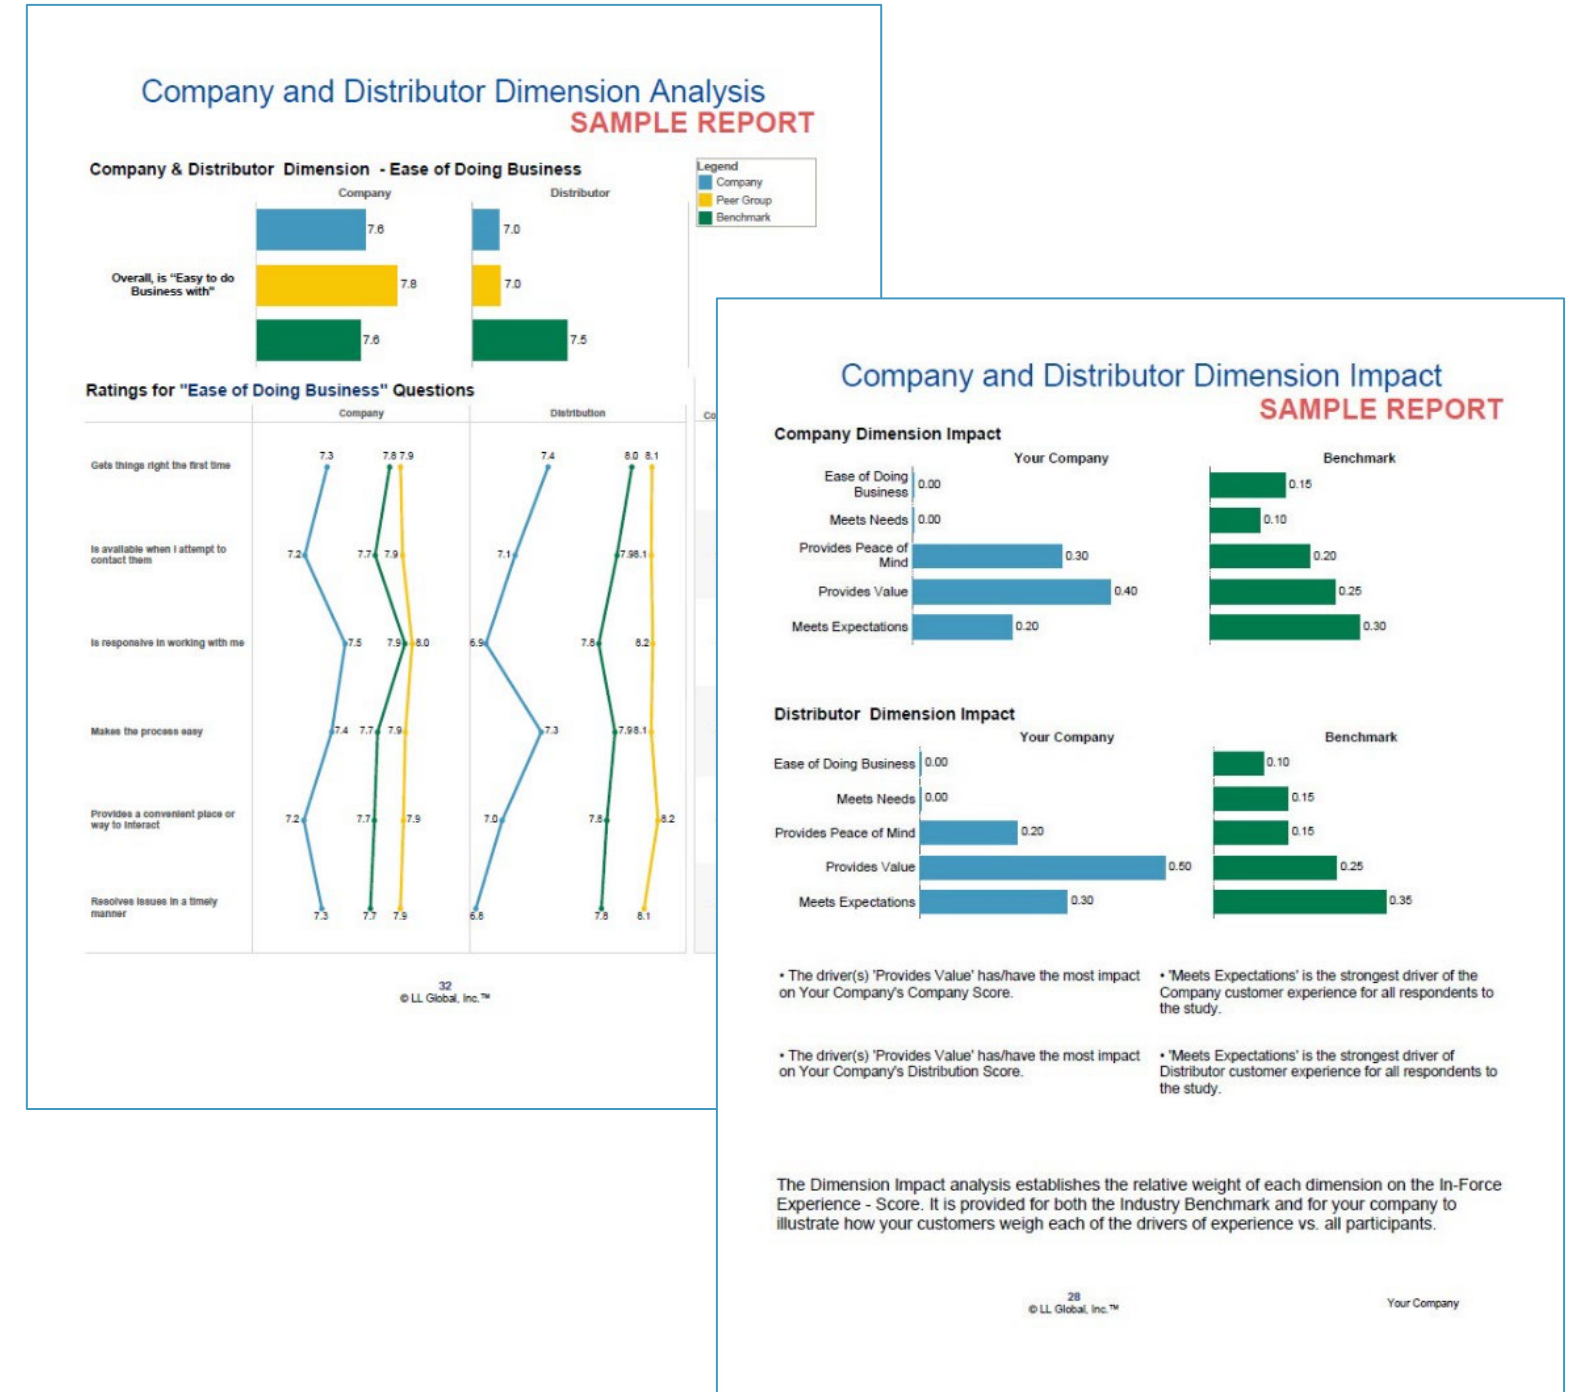 Company and Distributor Dimension Analysis
SAMPLE REPORT
Company & Distributor Dimension - Ease of Doing Business
Legend
Company
Peer Group
Benchmark
Company
Distributor
7.6
7.0
Overall, is "Easy to do
Business with"
7.8
7.0
7.6
7.5
Ratings for "Ease of Doing Business" Questions
Company
Distribution
Co
Gets things right the first time
7.3
7.8 7.9
7.4
8.0 8.1
Is available when I attempt to
contact them
7.2
7.7 7.9
7.1
7.9 8.1
Is responsive in working with me
7.5
7.9 8.0
6.9
7.8
8.2
Makes the process easy
7.4 7.7 7.9
7.3
7.9 8.1
Provides a convenient place or
way to interact
7.2
7.7
7.9
7.0
7.8
8.2
Resolves issues in a timely
manner
7.3
7.7
7.9
6.8
7.8
8.1
32
© LL Global, Inc.™
Company and Distributor Dimension Impact
SAMPLE REPORT
Company Dimension Impact
Your Company
Benchmark
Ease of Doing
Business
0.00
0.15
Meets Needs
0.00
0.10
Provides Peace of
Mind
0.30
0.20
Provides Value
0.40
0.25
Meets Expectations
0.20
0.30
Distributor Dimension Impact
Your Company
Benchmark
Ease of Doing Business
0.00
0.10
Meets Needs
0.00
0.15
Provides Peace of Mind
0.20
0.15
Provides Value
0.50
0.25
Meets Expectations
0.30
0.35
• The driver(s) 'Provides Value' has/have the most impact
on Your Company's Company Score.
• 'Meets Expectations' is the strongest driver of the
Company customer experience for all respondents to
the study.
• The driver(s) 'Provides Value' has/have the most impact
on Your Company's Distribution Score.
• 'Meets Expectations' is the strongest driver of
Distributor customer experience for all respondents to
the study.
The Dimension Impact analysis establishes the relative weight of each dimension on the In-Force
Experience - Score. It is provided for both the Industry Benchmark and for your company to
illustrate how your customers weigh each of the drivers of experience vs. all participants.
28
© LL Global, Inc.™
Your Company